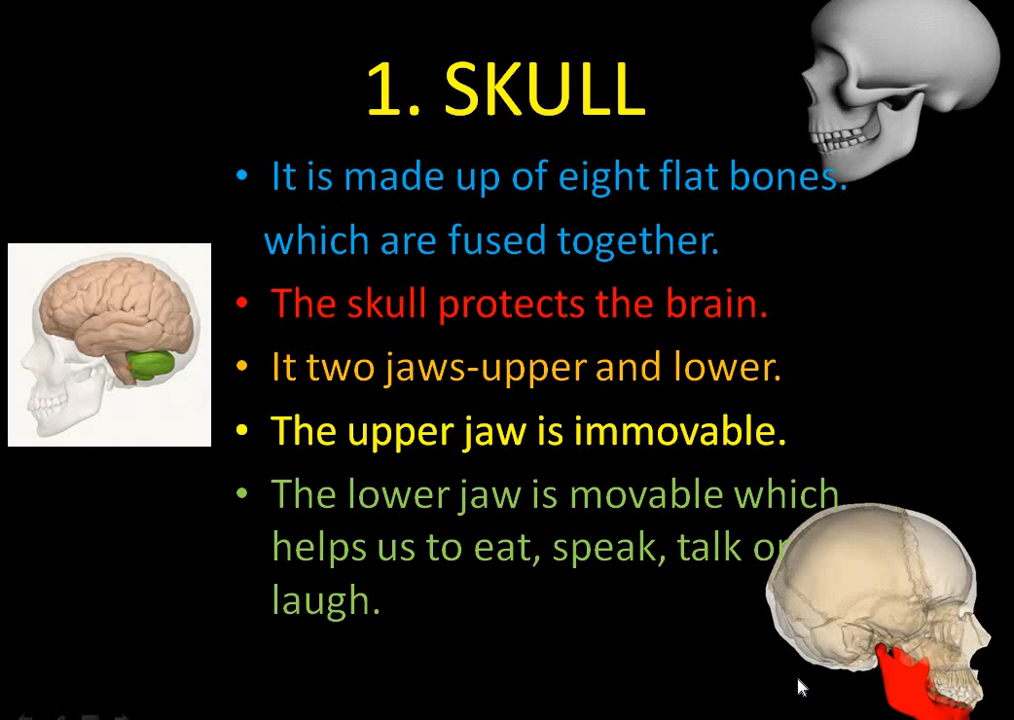 1. SKULL
• It is made up of eight flat bones.
which are fused together.
• The skull protects the brain.
• It two jaws-upper and lower.
• The upper jaw is immovable.
• The lower jaw is movable which
helps us to eat, speak, talk or
laugh.